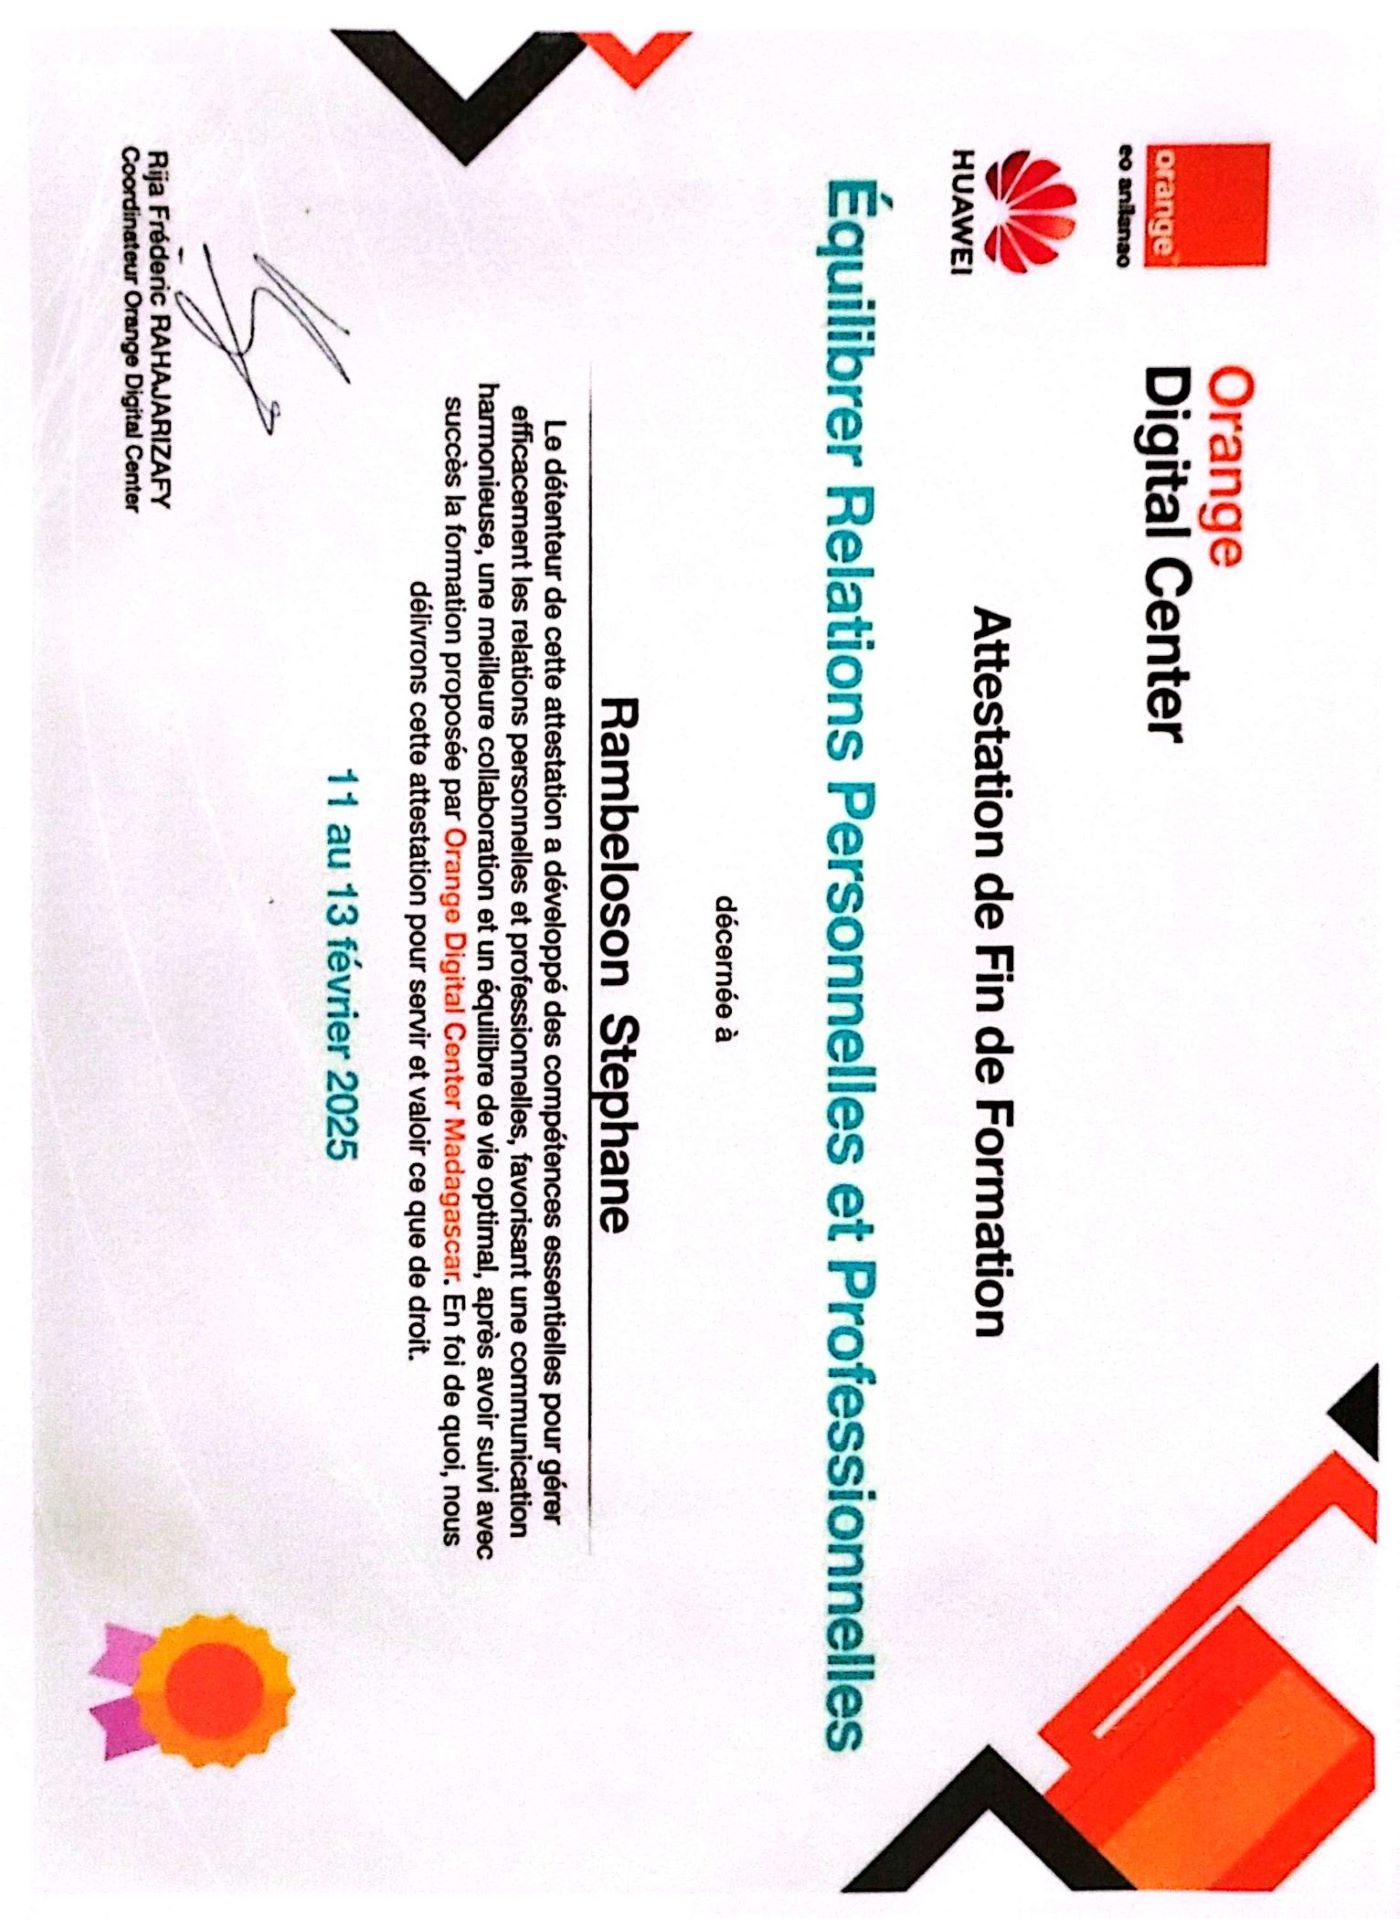 orange
eo anilanao
Orange
Digital Center
HUAWEI
Attestation de Fin de Formation
Équilibrer Relations Personnelles et Professionnelles
décernée à
Rambeloson Stephane
Le détenteur de cette attestation a développé des compétences essentielles pour gérer
efficacement les relations personnelles et professionnelles, favorisant une communication
harmonieuse, une meilleure collaboration et un équilibre de vie optimal, après avoir suivi avec
succès la formation proposée par Orange Digital Center Madagascar. En foi de quoi, nous
délivrons cette attestation pour servir et valoir ce que de droit.
11 au 13 février 2025
Rija Fréderic RAHAJARIZAFY
Coordinateur Orange Digital Center